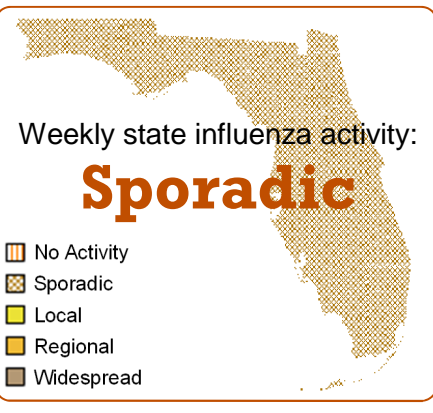 Weekly state influenza activity:
Sporadic
No Activity
Sporadic
Local
Regional
Widespread